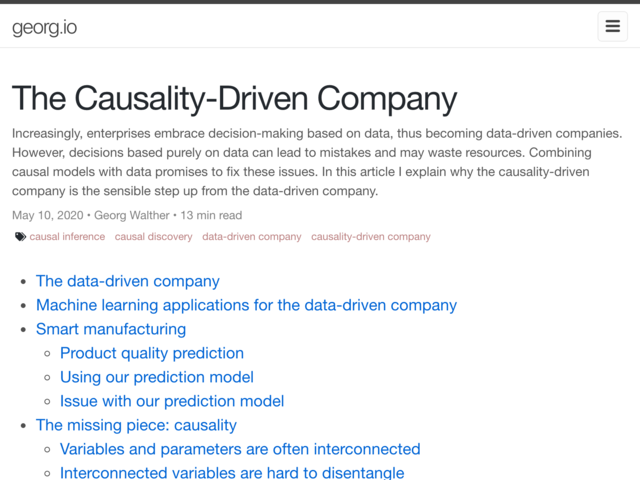 georg.io
The Causality-Driven Company
Increasingly, enterprises embrace decision-making based on data, thus becoming data-driven companies.
However, decisions based purely on data can lead to mistakes and may waste resources. Combining
causal models with data promises to fix these issues. In this article I explain why the causality-driven
company is the sensible step up from the data-driven company.
May 10, 2020 • Georg Walther • 13 min read
causal inference causal discovery data-driven company causality-driven company
The data-driven company
Machine learning applications for the data-driven company
Smart manufacturing
Product quality prediction
Using our prediction model
Issue with our prediction model
The missing piece: causality
Variables and parameters are often interconnected
Interconnected variables are hard to disentangle